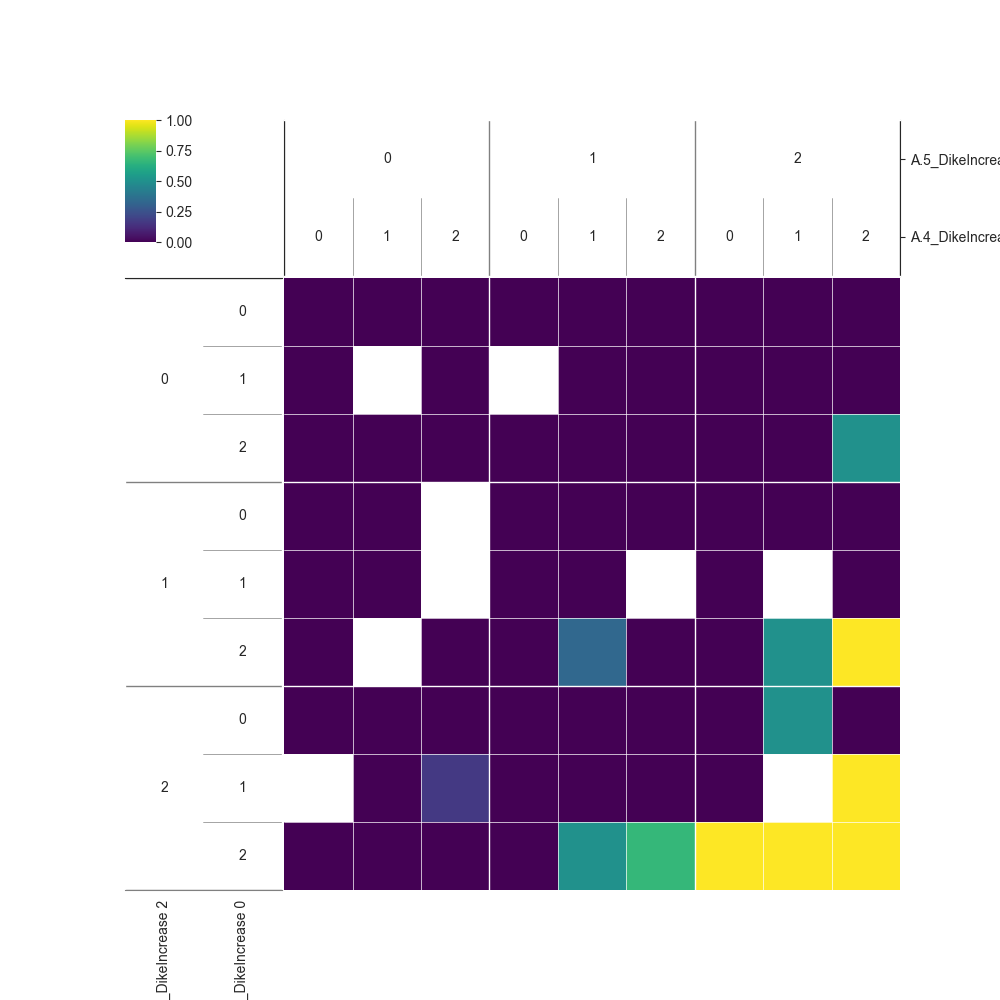 1.00
0.75
0.50
0.25
0.00
0 1 2
A.5_DikeIncrea
0 1 2 0 1 2 0 1 2
A.4_DikeIncrea
0
0 1
2
0
1 1
2
0
2 1
2
_DikeIncrease 2
_DikeIncrease 0